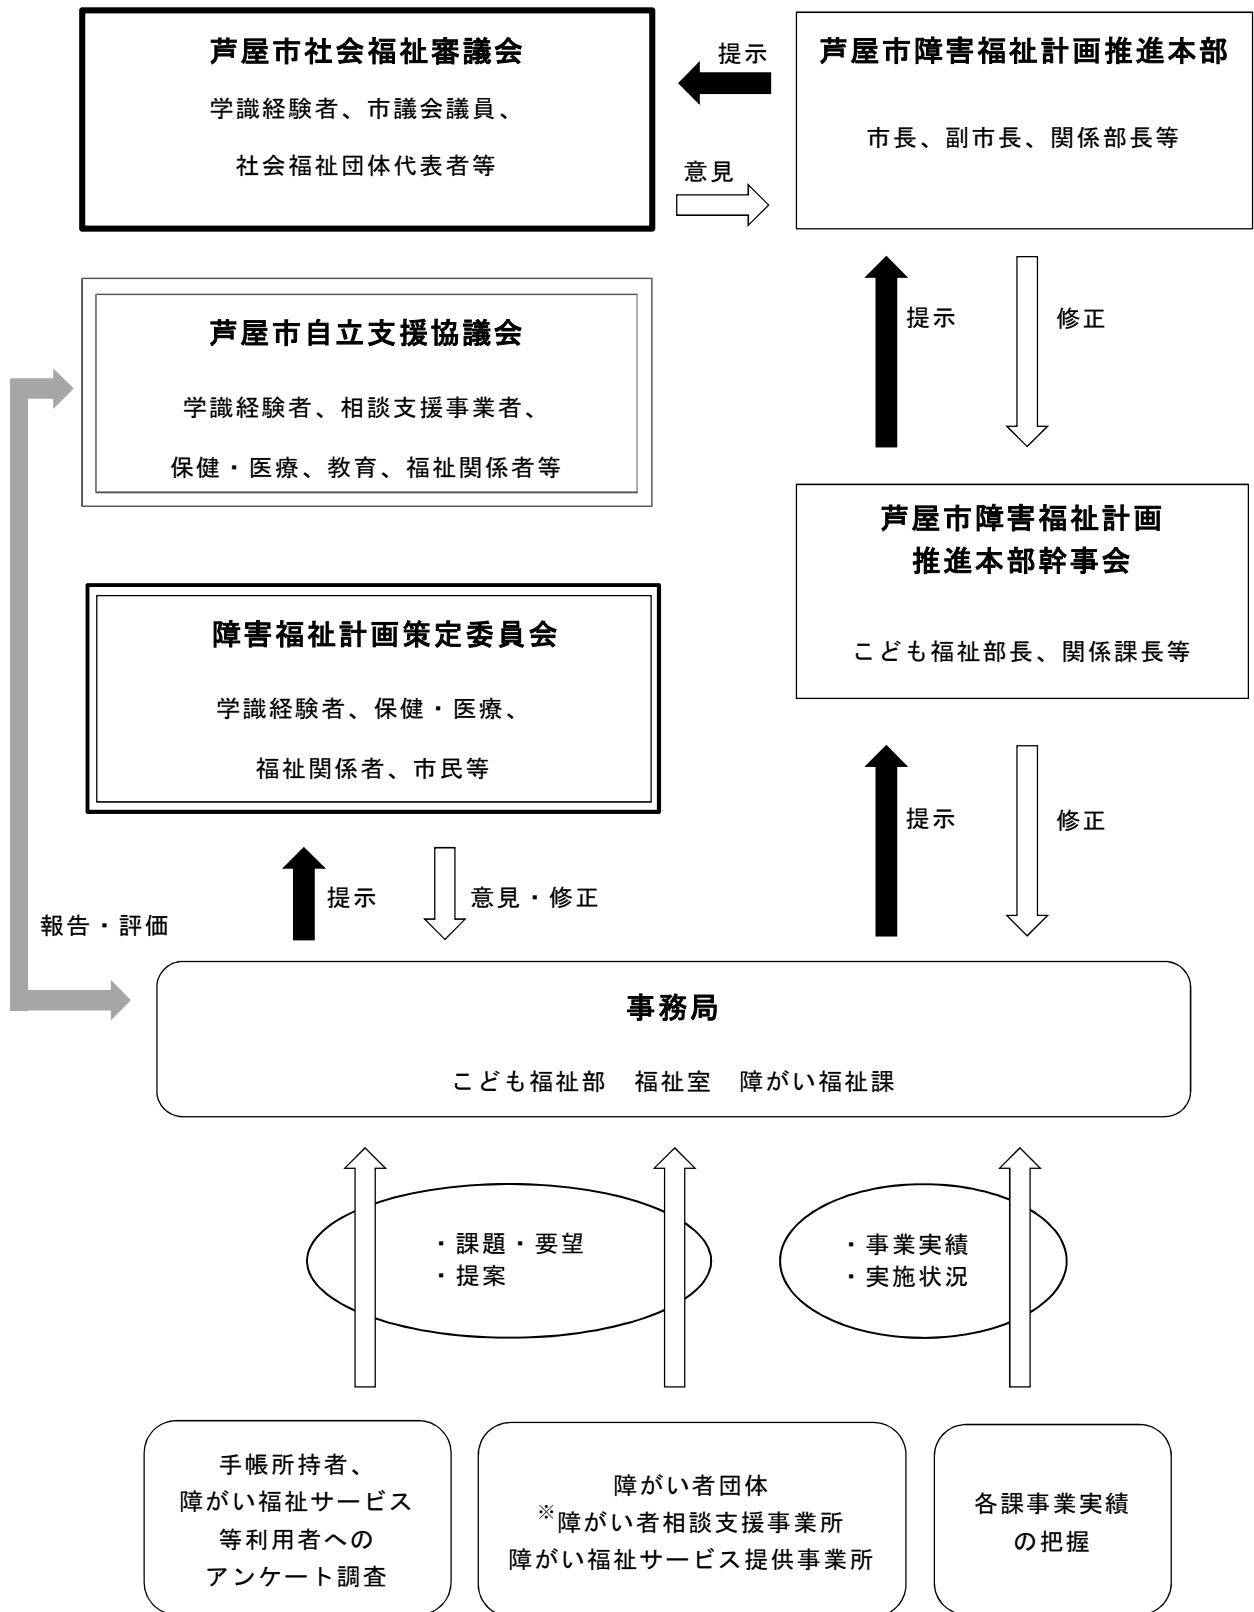 芦屋市社会福祉審議会
学識経験者、市議会議員、
社会福祉団体代表者等
提示
意見
芦屋市障害福祉計画推進本部
市長、副市長、関係部長等
提示
修正
芦屋市自立支援協議会
学識経験者、相談支援事業者、
保健・医療、教育、福祉関係者等
芦屋市障害福祉計画
推進本部幹事会
こども福祉部長、関係課長等
障害福祉計画策定委員会
学識経験者、保健・医療、
福祉関係者、市民等
提示
修正
提示
意見・修正
報告・評価
事務局
こども福祉部　福祉室　障がい福祉課
・課題・要望
・提案
・事業実績
・実施状況
手帳所持者、
障がい福祉サービス
等利用者への
アンケート調査
障がい者団体
※障がい者相談支援事業所
障がい福祉サービス提供事業所
各課事業実績
の把握